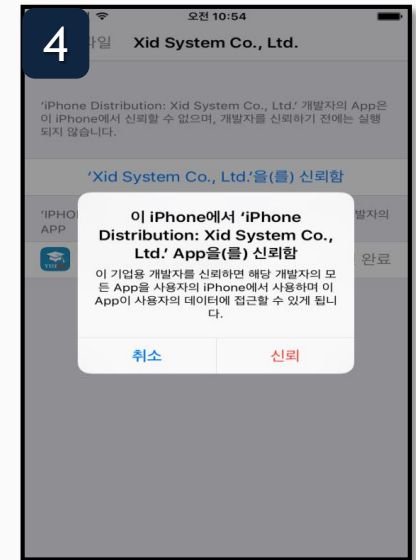 4
오전 10:54
일
Xid System Co., Ltd.
‘iPhone Distribution: Xid System Co., Ltd.’ 개발자의 App은
이 iPhone에서 신뢰할 수 없으며, 개발자를 신뢰하기 전에는 실행
되지 않습니다.
‘Xid System Co., Ltd.’을(를) 신뢰함
‘IPHO
발자의
APP
완료
이 iPhone에서 ‘iPhone
Distribution: Xid System Co.,
Ltd.’ App을(를) 신뢰함
이 기업용 개발자를 신뢰하면 해당 개발자의 모
든 App을 사용자의 iPhone에서 사용하며 이
App이 사용자의 데이터에 접근할 수 있게 됩니
다.
취소
신뢰